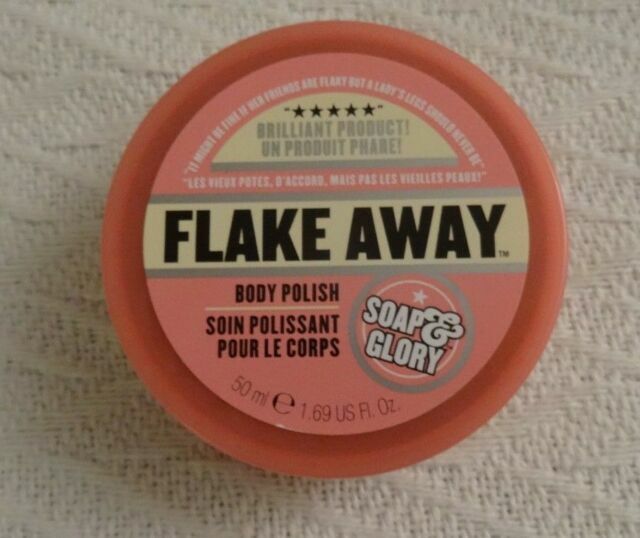 "IT MIGHT BE FINE IF HER FRIENDS ARE FLAKY BUT A LADY'S LEGS SHOULD NEVER BE"
"★★★★★"
BRILLIANT PRODUCT!
UN PRODUIT PHARE!
"LES VIEUX POTES, D'ACCORD, MAIS PAS LES VIEILLES PEAUX!"
FLAKE AWAY™
BODY POLISH
SOIN POLISSANT
POUR LE CORPS
SOAP &
GLORY™
50 ml e 1.69 US Fl. Oz.